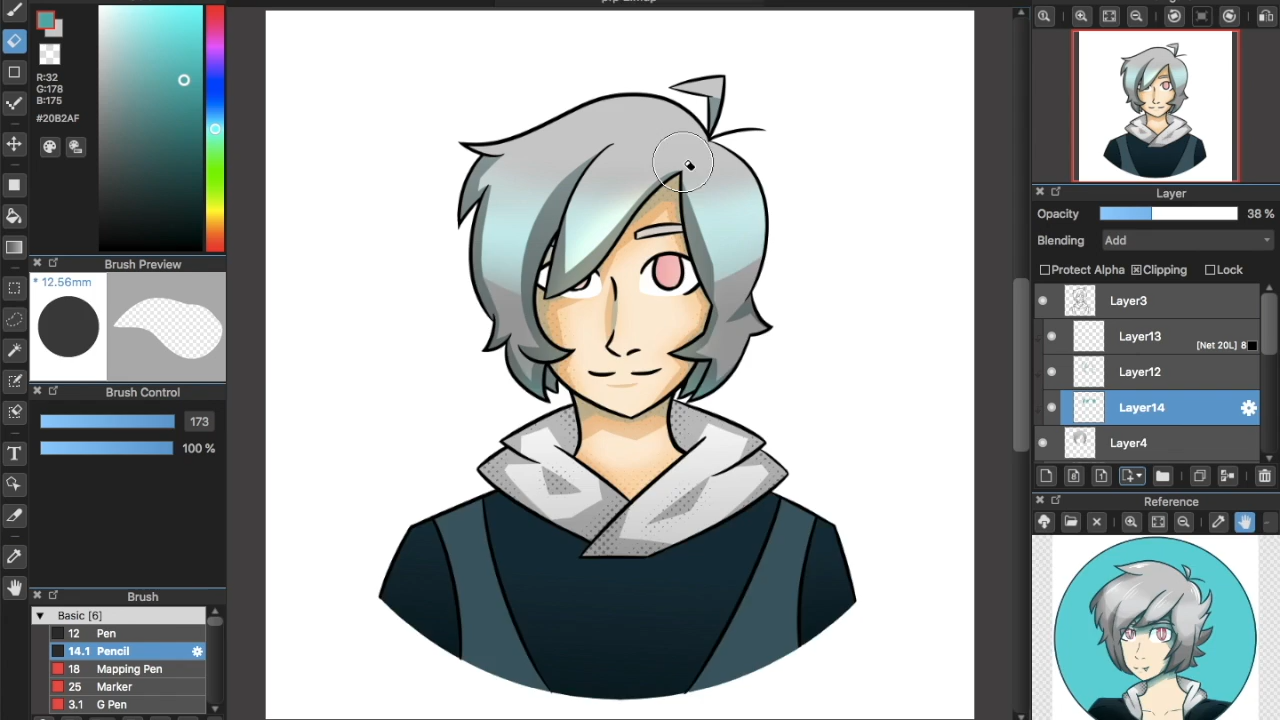 R:32
G:178
B:175
#20B2AF
Brush Preview
* 12.56mm
Brush Control
173
100 %
Brush
Basic [6]
12 Pen
14.1 Pencil
18 Mapping Pen
25 Marker
3.1 G Pen
Layer
Opacity 38 %
Blending Add
Protect Alpha Clipping Lock
Layer3
Layer13
[Net 20L] 8
Layer12
Layer14
Layer4
Reference
T